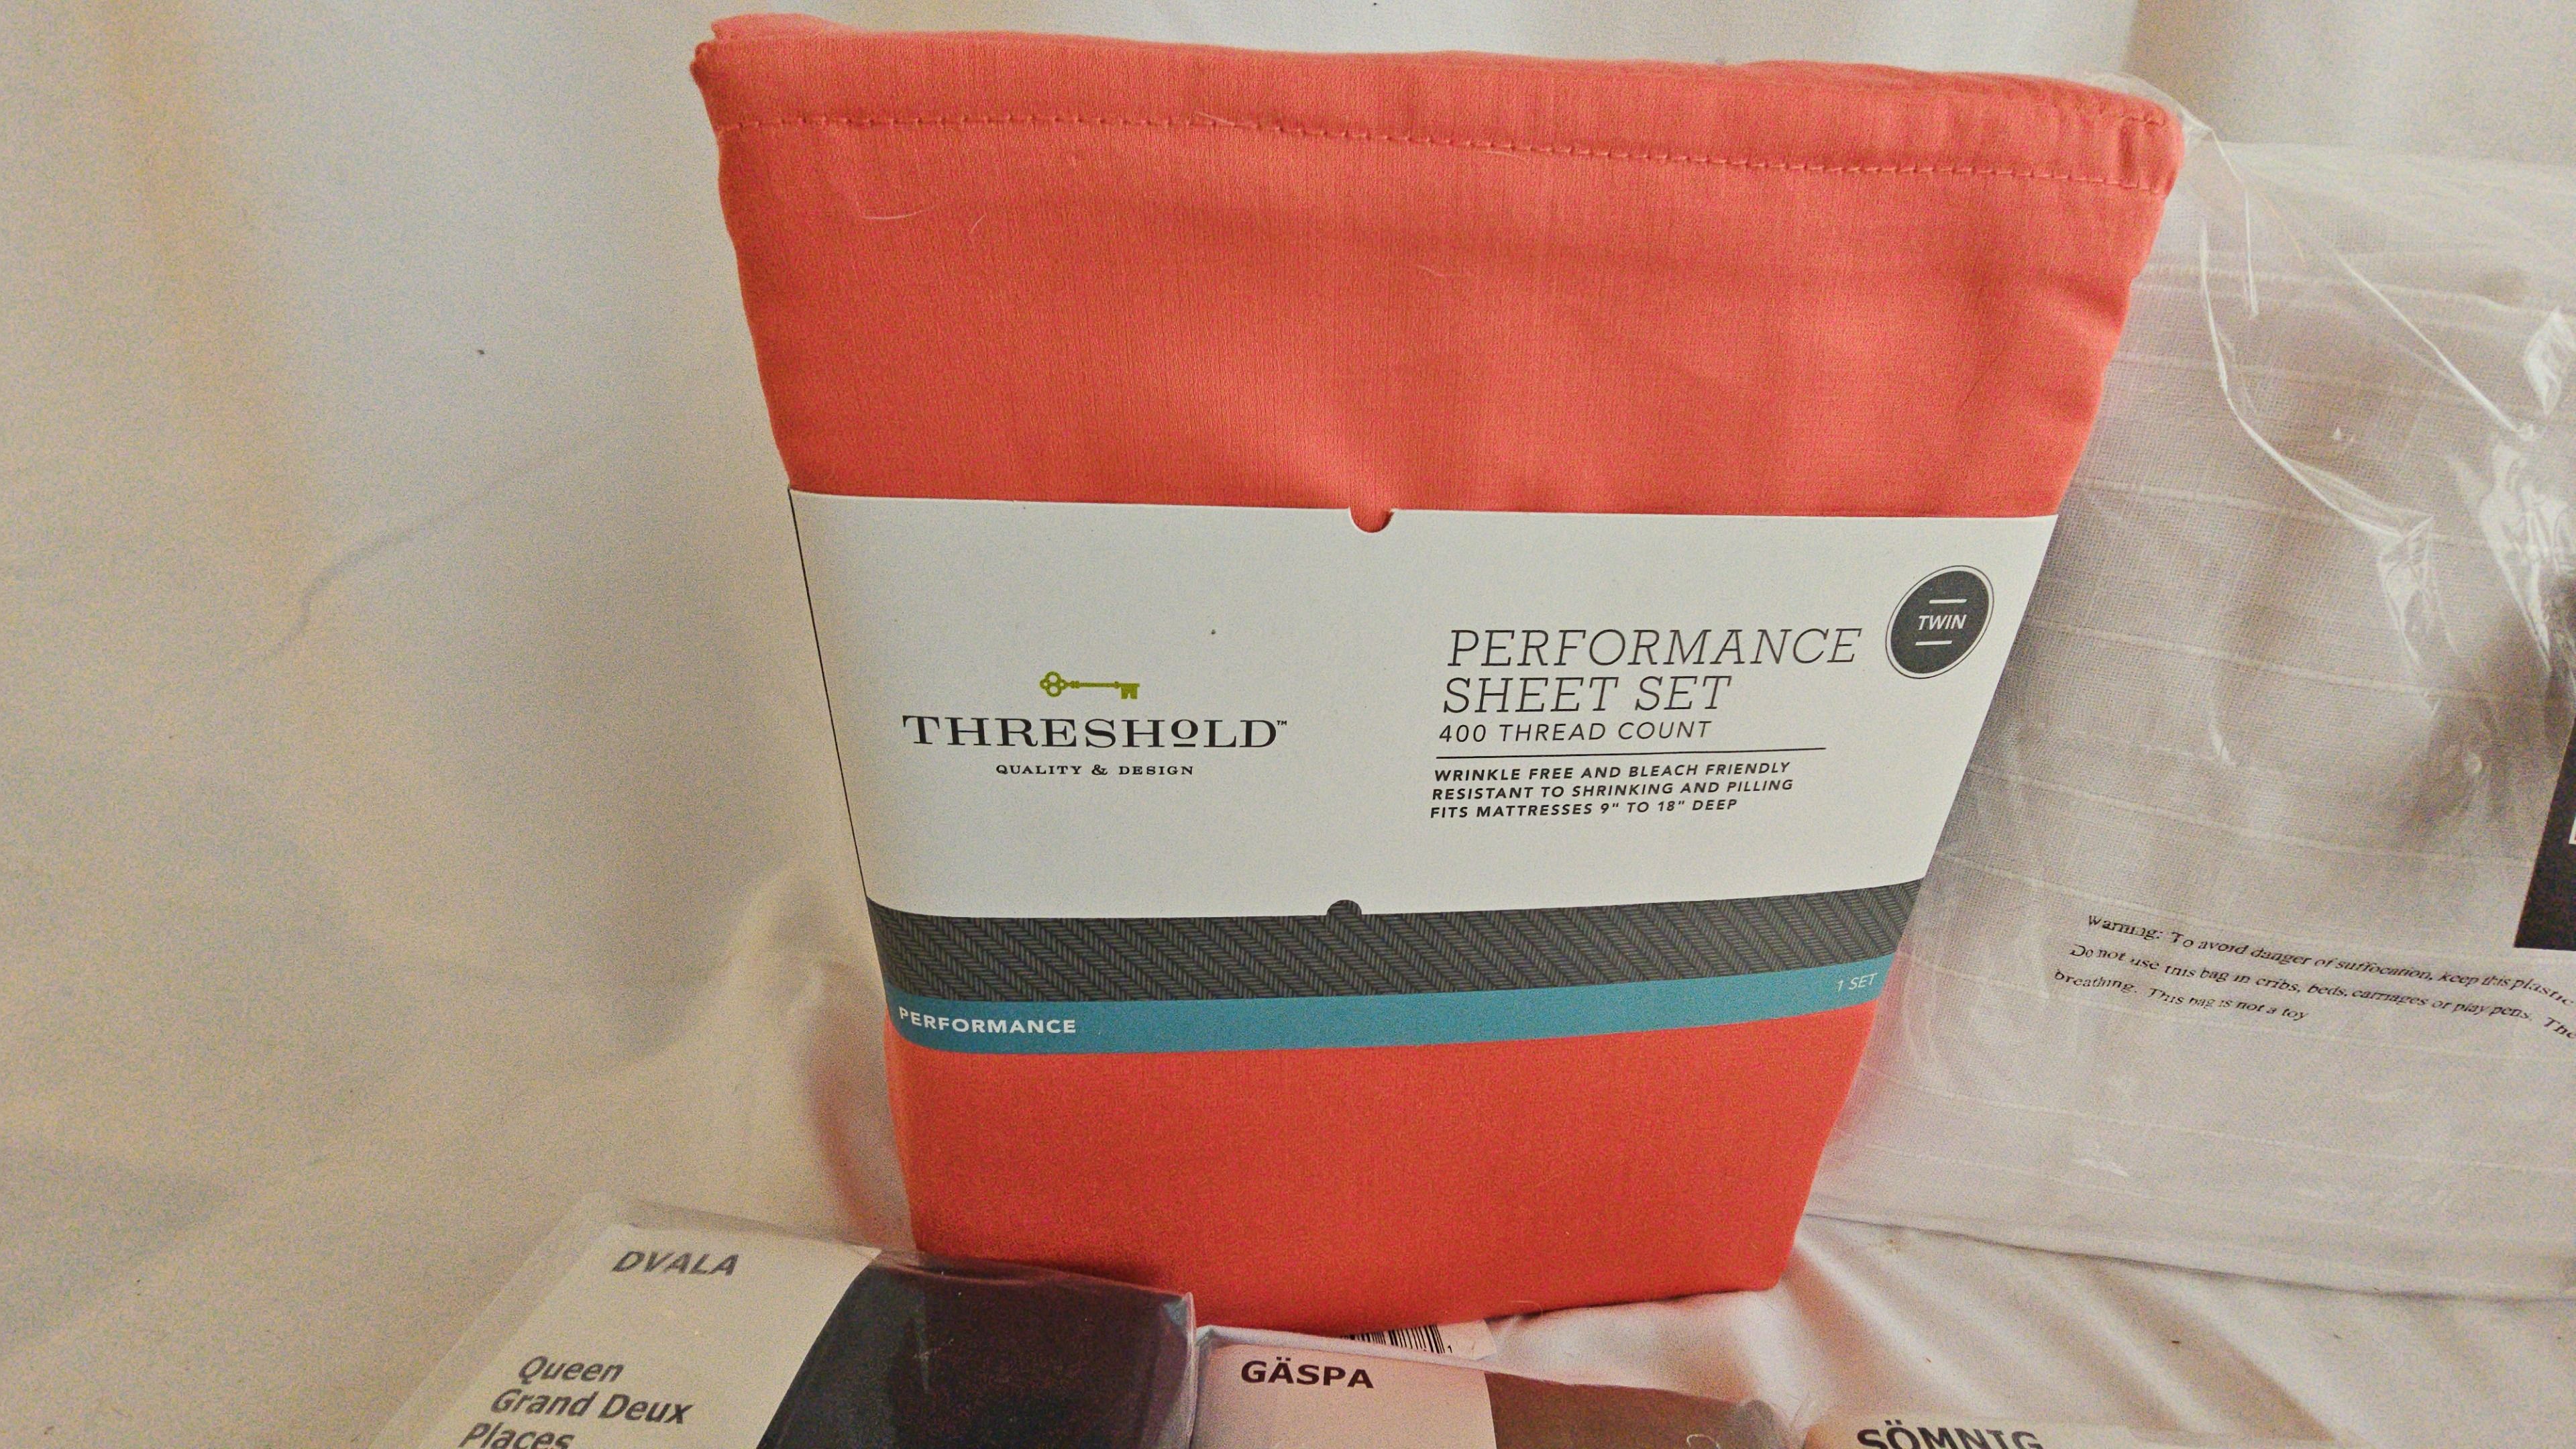 THRESHOLD™
QUALITY & DESIGN
PERFORMANCE
SHEET SET
400 THREAD COUNT
WRINKLE FREE AND BLEACH FRIENDLY
RESISTANT TO SHRINKING AND PILLING
FITS MATTRESSES 9" TO 18" DEEP
TWIN
PERFORMANCE
1 SET
Warning: To avoid danger of suffocation, keep this plastic
Do not use this bag in cribs, beds, carriages or play pens. The
breathing. This bag is not a toy
DVALA
Queen
Grand Deux
Places
GÄSPA
SÖMNIG